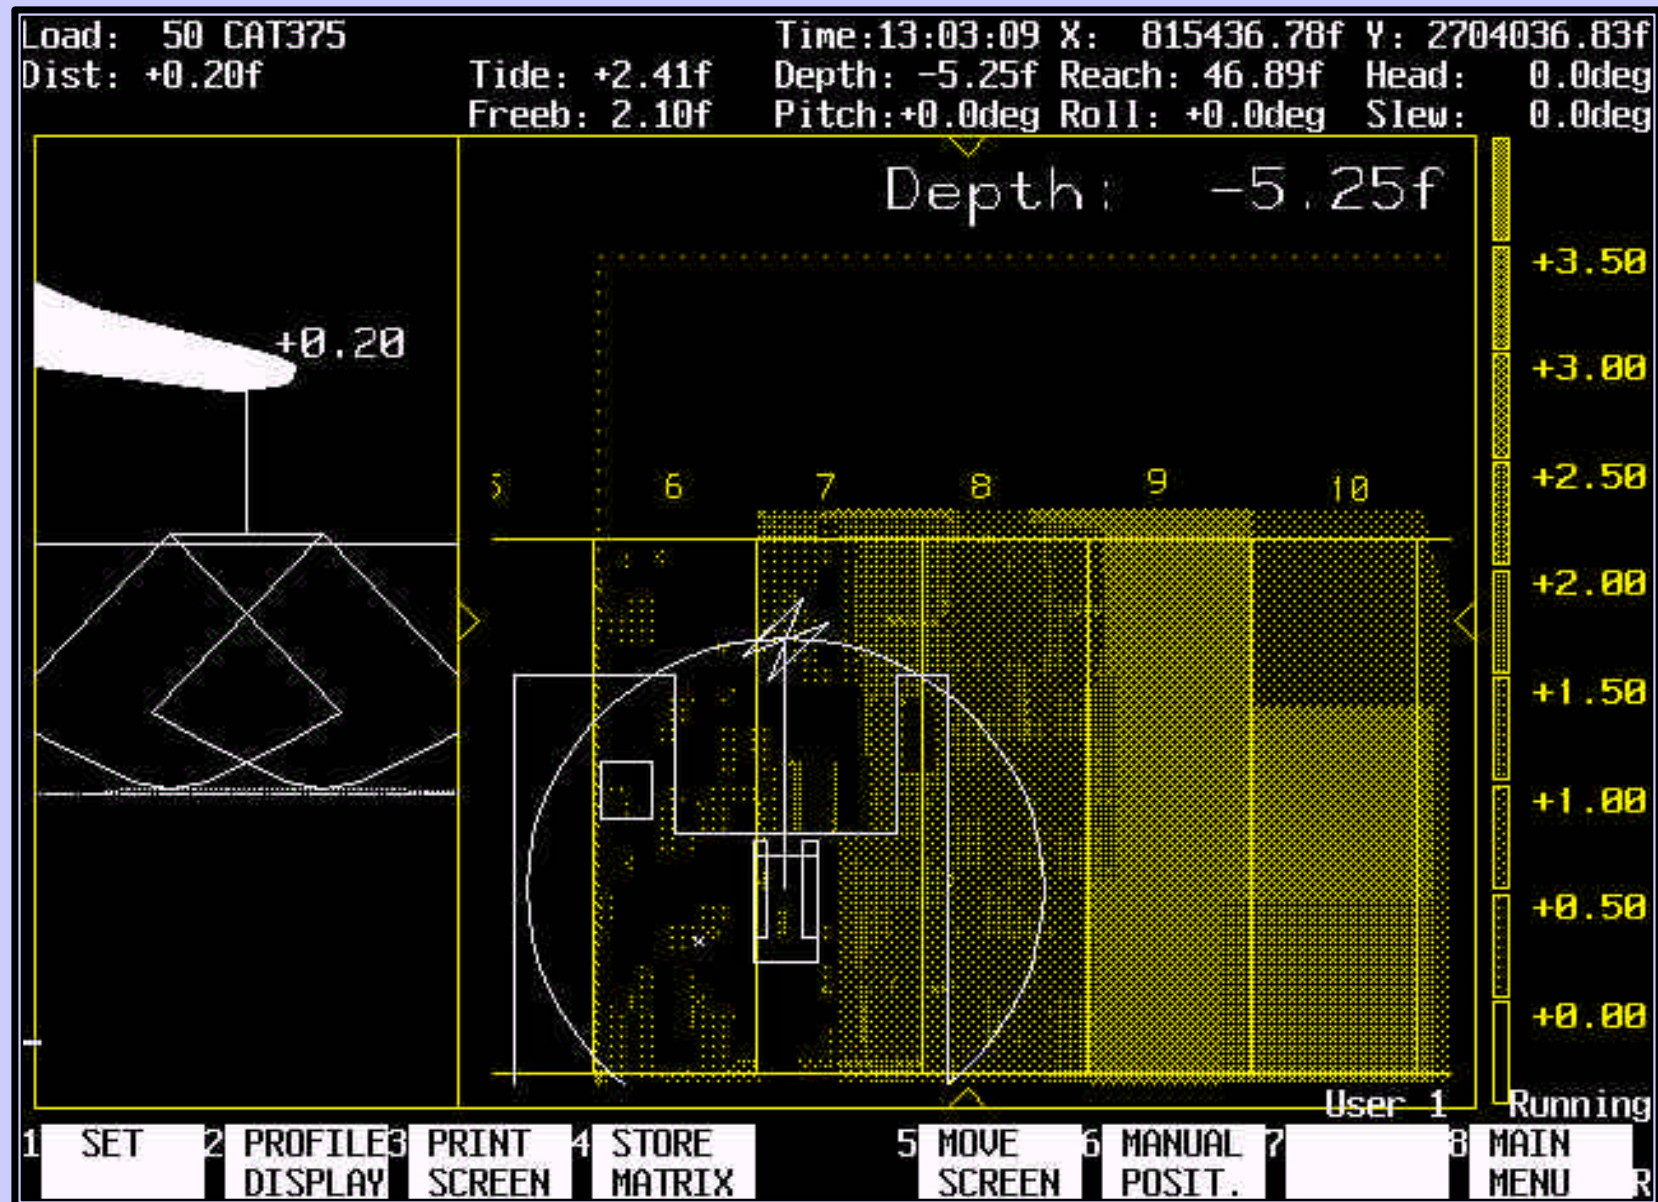 Load: 50 CAT375 Time:13:03:09 X: 815436.78f Y: 2704036.83f
Dist: +0.20f Tide: +2.41f Depth: -5.25f Reach: 46.89f Head: 0.0deg
Freeb: 2.10f Pitch:+0.0deg Roll: +0.0deg Slew: 0.0deg
Depth: -5.25f
+3.50
+0.20
+3.00
6 7 8 9 10
+2.50
+2.00
+1.50
+1.00
+0.50
+0.00
User 1 Running
1 SET 2 PROFILE 3 PRINT 4 STORE 5 MOVE 6 MANUAL 7 8 MAIN
DISPLAY SCREEN MATRIX SCREEN POSIT. MENU R